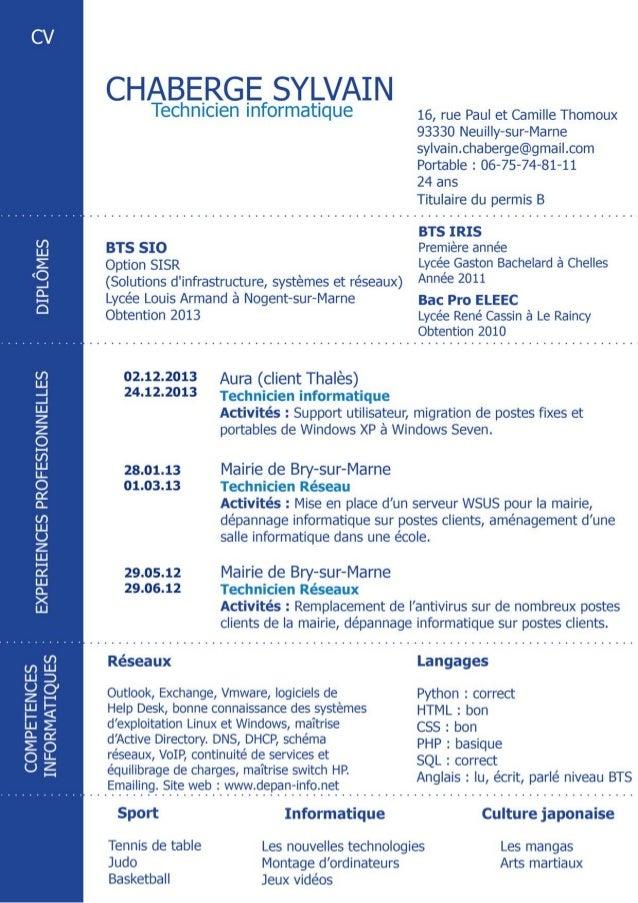 CV
CHABERGE SYLVAIN
Technicien informatique
16, rue Paul et Camille Thomoux
93330 Neuilly-sur-Marne
sylvain.chaberge@gmail.com
Portable : 06-75-74-81-11
24 ans
Titulaire du permis B
DIPLÔMES
BTS SIO
Option SISR
(Solutions d'infrastructure, systèmes et réseaux)
Lycée Louis Armand à Nogent-sur-Marne
Obtention 2013
BTS IRIS
Première année
Lycée Gaston Bachelard à Chelles
Année 2011
Bac Pro ELEEC
Lycée René Cassin à Le Raincy
Obtention 2010
EXPERIENCES PROFESIONNELLES
02.12.2013
24.12.2013
Aura (client Thalès)
Technicien informatique
Activités : Support utilisateur, migration de postes fixes et
portables de Windows XP à Windows Seven.
28.01.13
01.03.13
Mairie de Bry-sur-Marne
Technicien Réseau
Activités : Mise en place d'un serveur WSUS pour la mairie,
dépannage informatique sur postes clients, aménagement d'une
salle informatique dans une école.
29.05.12
29.06.12
Mairie de Bry-sur-Marne
Technicien Réseaux
Activités : Remplacement de l'antivirus sur de nombreux postes
clients de la mairie, dépannage informatique sur postes clients.
COMPETENCES
INFORMATIQUES
Réseaux
Outlook, Exchange, Vmware, logiciels de
Help Desk, bonne connaissance des systèmes
d'exploitation Linux et Windows, maîtrise
d'Active Directory. DNS, DHCP, schéma
réseaux, VoIP, continuité de services et
équilibrage de charges, maîtrise switch HP.
Emailing. Site web : www.depan-info.net
Langages
Python : correct
HTML : bon
CSS : bon
PHP : basique
SQL : correct
Anglais : lu, écrit, parlé niveau BTS
Sport
Tennis de table
Judo
Basketball
Informatique
Les nouvelles technologies
Montage d'ordinateurs
Jeux vidéos
Culture japonaise
Les mangas
Arts martiaux